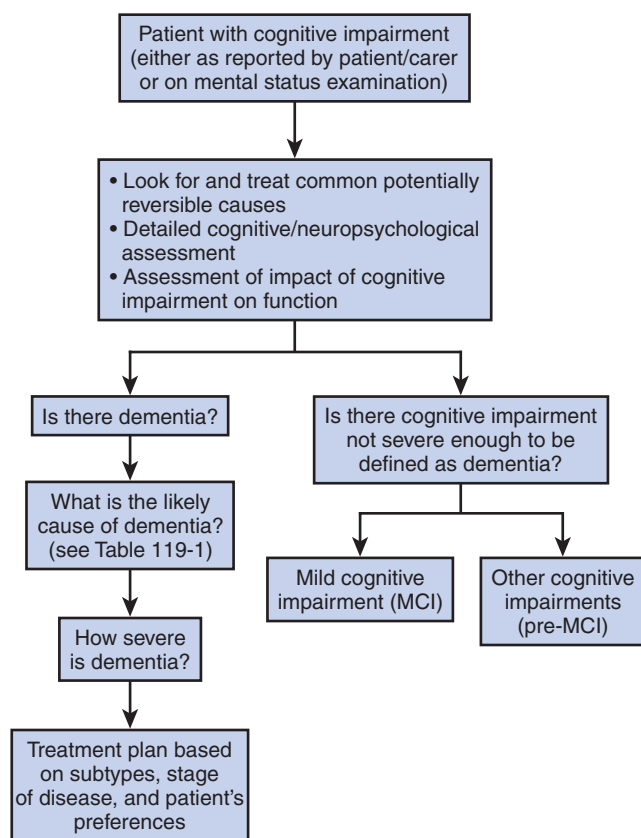 Patient with cognitive impairment
(either as reported by patient/carer
or on mental status examination)
• Look for and treat common potentially
reversible causes
• Detailed cognitive/neuropsychological
assessment
• Assessment of impact of cognitive
impairment on function
Is there dementia?
What is the likely
cause of dementia?
(see Table 119-1)
How severe
is dementia?
Treatment plan based
on subtypes, stage
of disease, and patient's
preferences
Is there cognitive impairment
not severe enough to be
defined as dementia?
Mild cognitive
impairment (MCI)
Other cognitive
impairments
(pre-MCI)